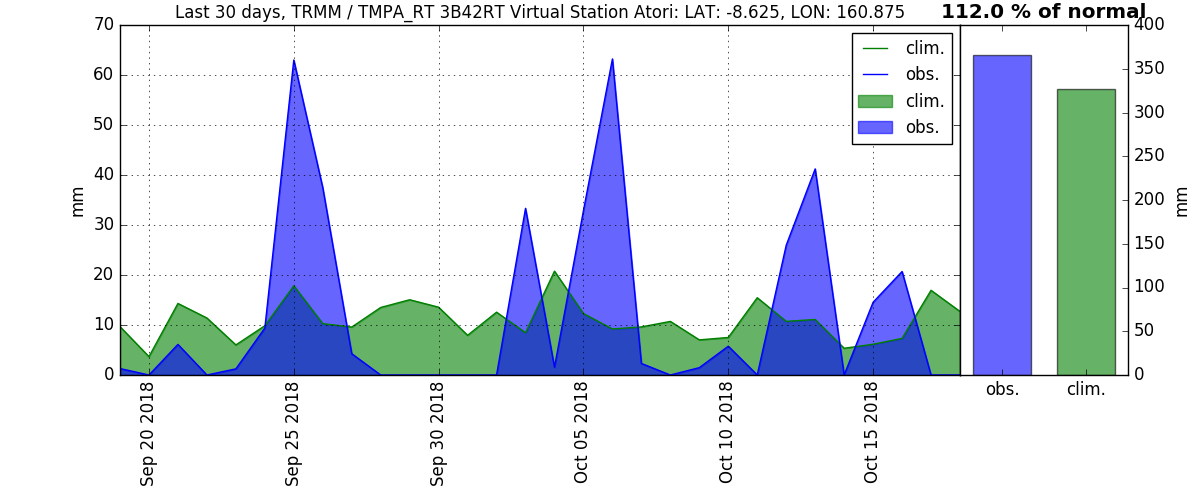 Last 30 days, TRMM / TMPA_RT 3B42RT Virtual Station Atori: LAT: -8.625, LON: 160.875
112.0 % of normal
70
60
50
40
30
20
10
0
mm
clim.
obs.
clim.
obs.
400
350
300
250
200
150
100
50
0
mm
Sep 20 2018
Sep 25 2018
Sep 30 2018
Oct 05 2018
Oct 10 2018
Oct 15 2018
obs.
clim.